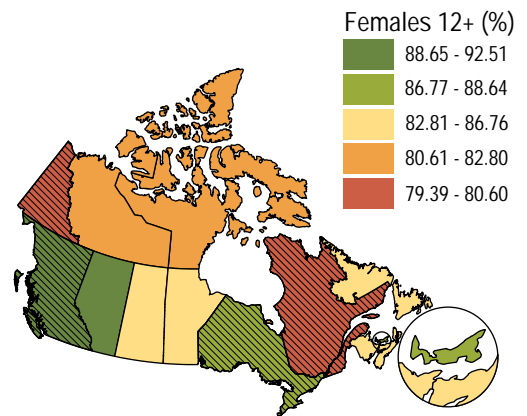 Females 12+ (%)
88.65 - 92.51
86.77 - 88.64
82.81 - 86.76
80.61 - 82.80
79.39 - 80.60